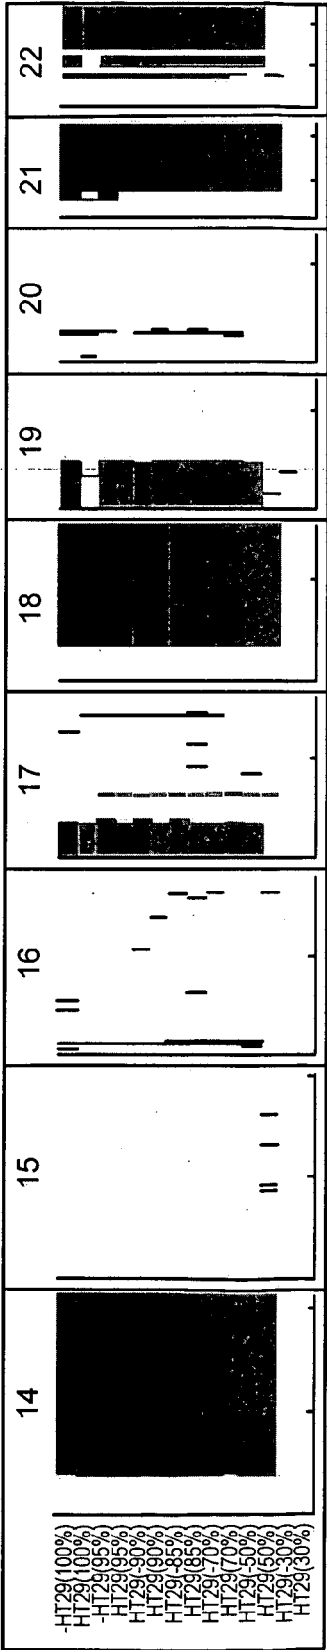 14
15
16
17
18
19
20
21
22
-HT29(100%)
HT29(100%)
-HT29(95%)
HT29(95%)
HT29(-90%)
HT29(90%)
HT29(-85%)
HT29(85%)
HT29(-70%)
HT29(70%)
HT29(-50%)
HT29(50%)
HT29(-30%)
HT29(30%)